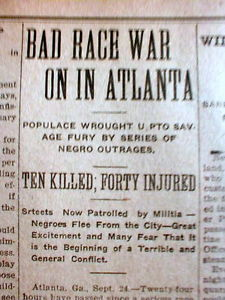 BAD RACE WAR
ON IN ATLANTA
POPULACE WROUGHT U,PTO SAV-
AGE FURY BY SERIES OF
NEGRO OUTRAGES.
TEN KILLED; FORTY INJURED
Srteets Now Patrolled by Militia—
Negroes Flee From the City—Great
Excitement and Many Fear That It
is the Beginning of a Terrible and
General Conflict.
Atlanta, Ga., Sept. 24.—Twenty-four
hours have passed since a